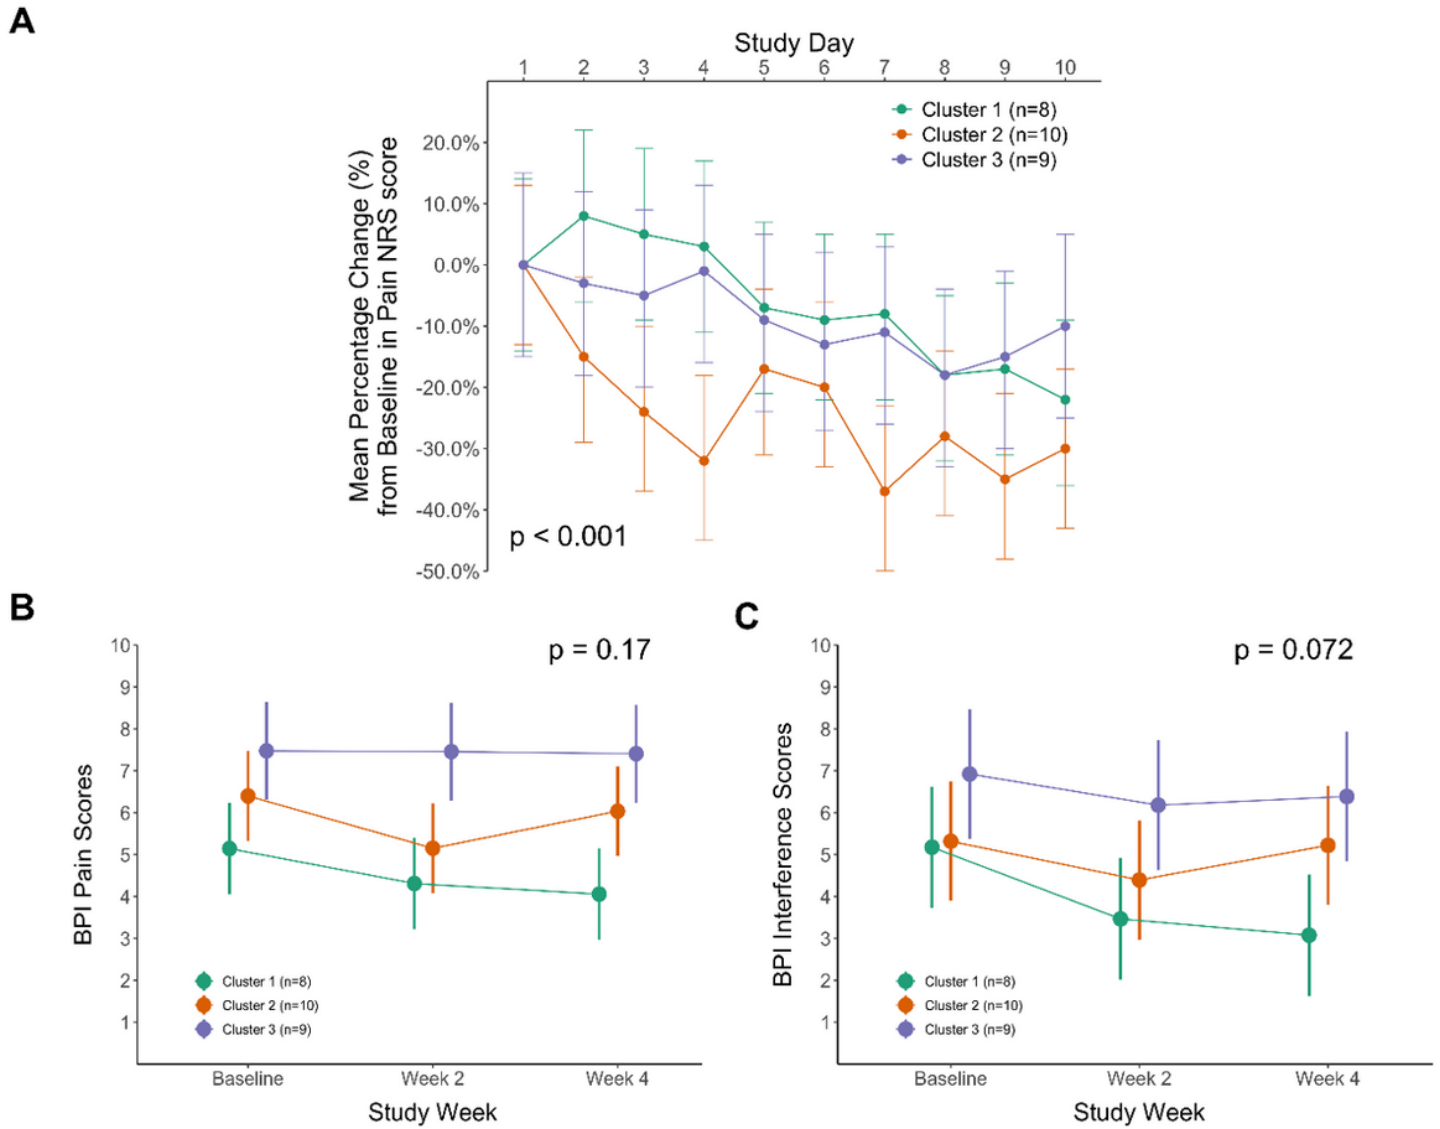 A
Study Day
1 2 3 4 5 6 7 8 9 10
Mean Percentage Change (%)
from Baseline in Pain NRS score
20.0%
10.0%
0.0%
-10.0%
-20.0%
-30.0%
-40.0%
-50.0%
Cluster 1 (n=8)
Cluster 2 (n=10)
Cluster 3 (n=9)
p < 0.001
B
p = 0.17
BPI Pain Scores
10
9
8
7
6
5
4
3
2
1
Cluster 1 (n=8)
Cluster 2 (n=10)
Cluster 3 (n=9)
Baseline Week 2 Week 4
Study Week
C
p = 0.072
BPI Interference Scores
10
9
8
7
6
5
4
3
2
1
Cluster 1 (n=8)
Cluster 2 (n=10)
Cluster 3 (n=9)
Baseline Week 2 Week 4
Study Week